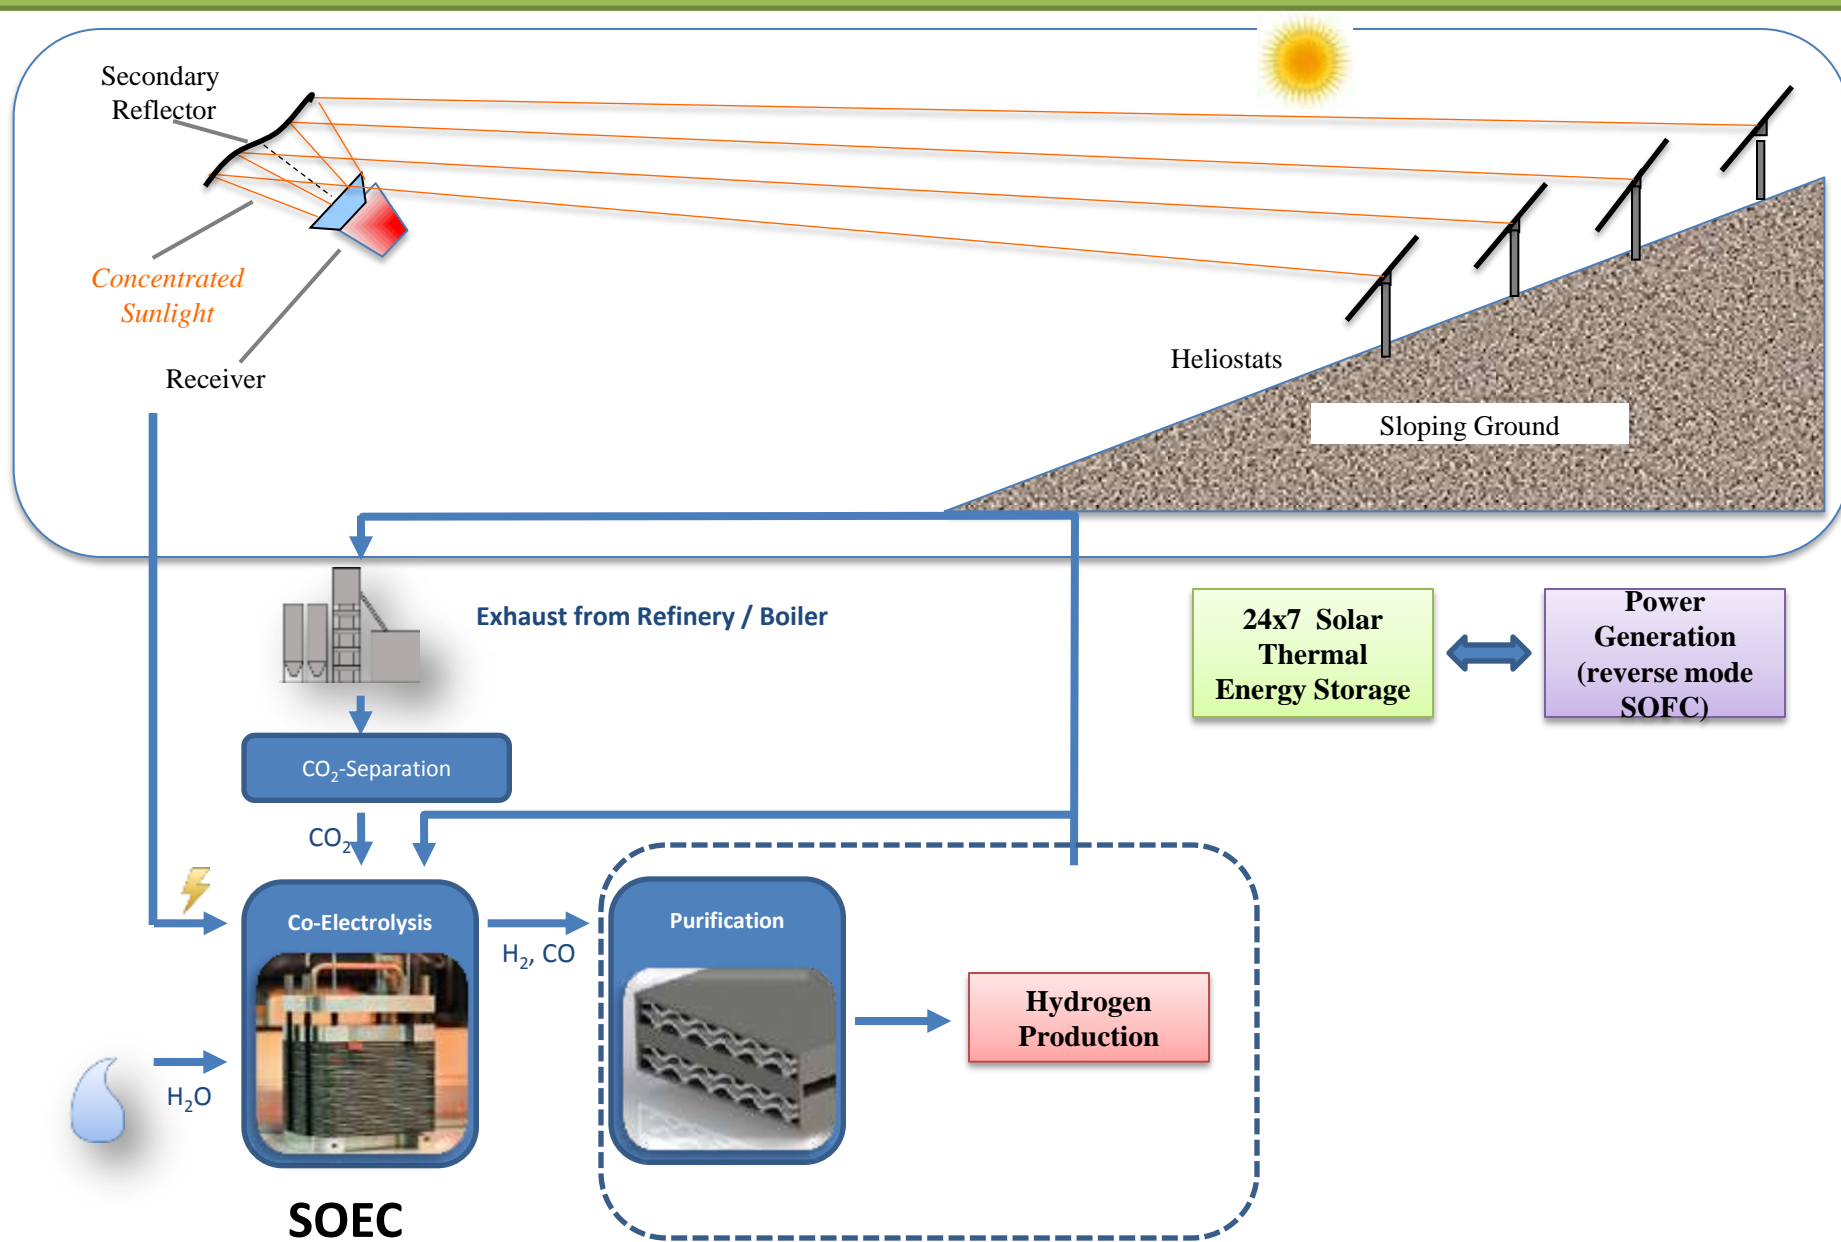 Secondary
Reflector
Concentrated
Sunlight
Receiver
Heliostats
Sloping Ground
Exhaust from Refinery / Boiler
24x7 Solar
Thermal
Energy Storage
Power
Generation
(reverse mode
SOFC)
CO₂-Separation
CO₂
Co-Electrolysis
H₂, CO
Purification
Hydrogen
Production
H₂O
SOEC